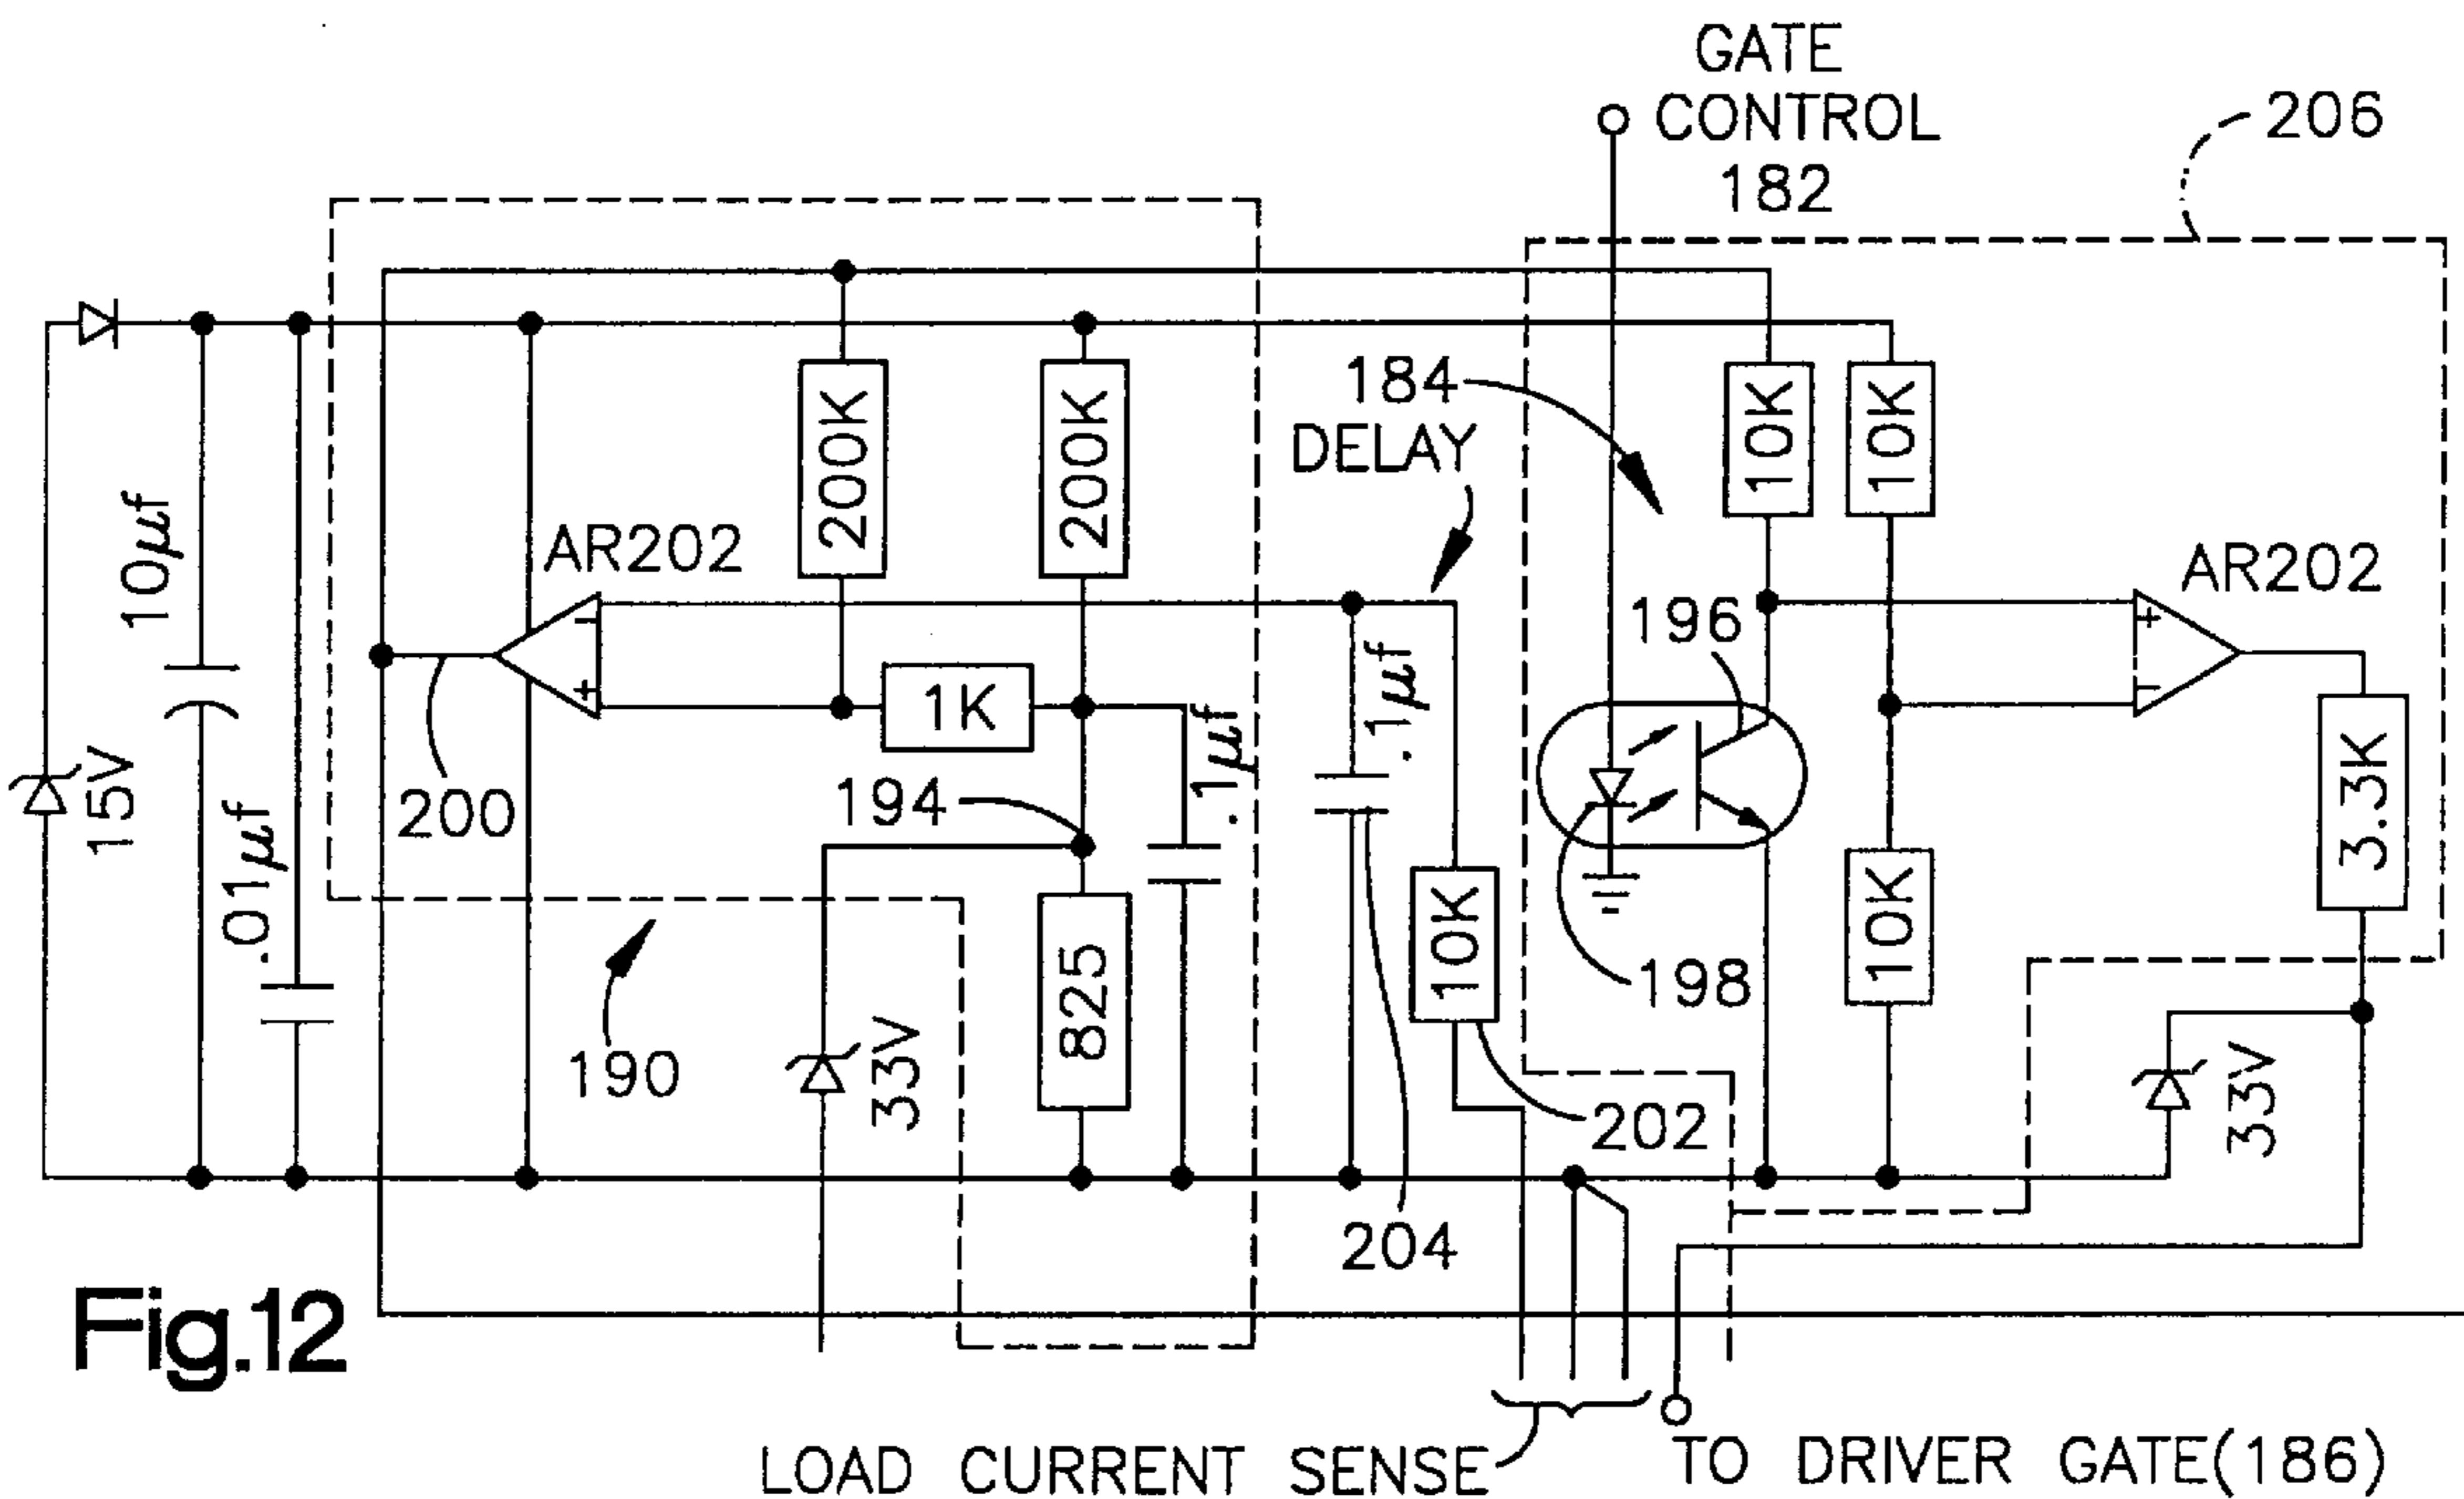 GATE
CONTROL
182
206
184
DELAY
200K
200K
10K
10K
10µf
AR202
AR202
196
.1µf
1K
.1µf
15V
.01µf
200
194
3.3K
10K
10K
825
198
190
33V
202
33V
204
Fig.12
LOAD CURRENT SENSE
TO DRIVER GATE(186)
+
−
+
−